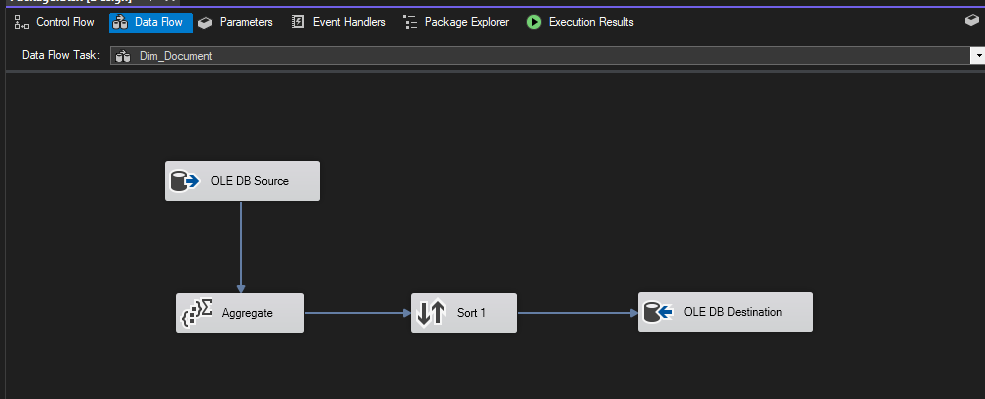 Control Flow Data Flow Parameters Event Handlers Package Explorer Execution Results
Data Flow Task: Dim_Document
OLE DB Source
Aggregate Sort 1 OLE DB Destination